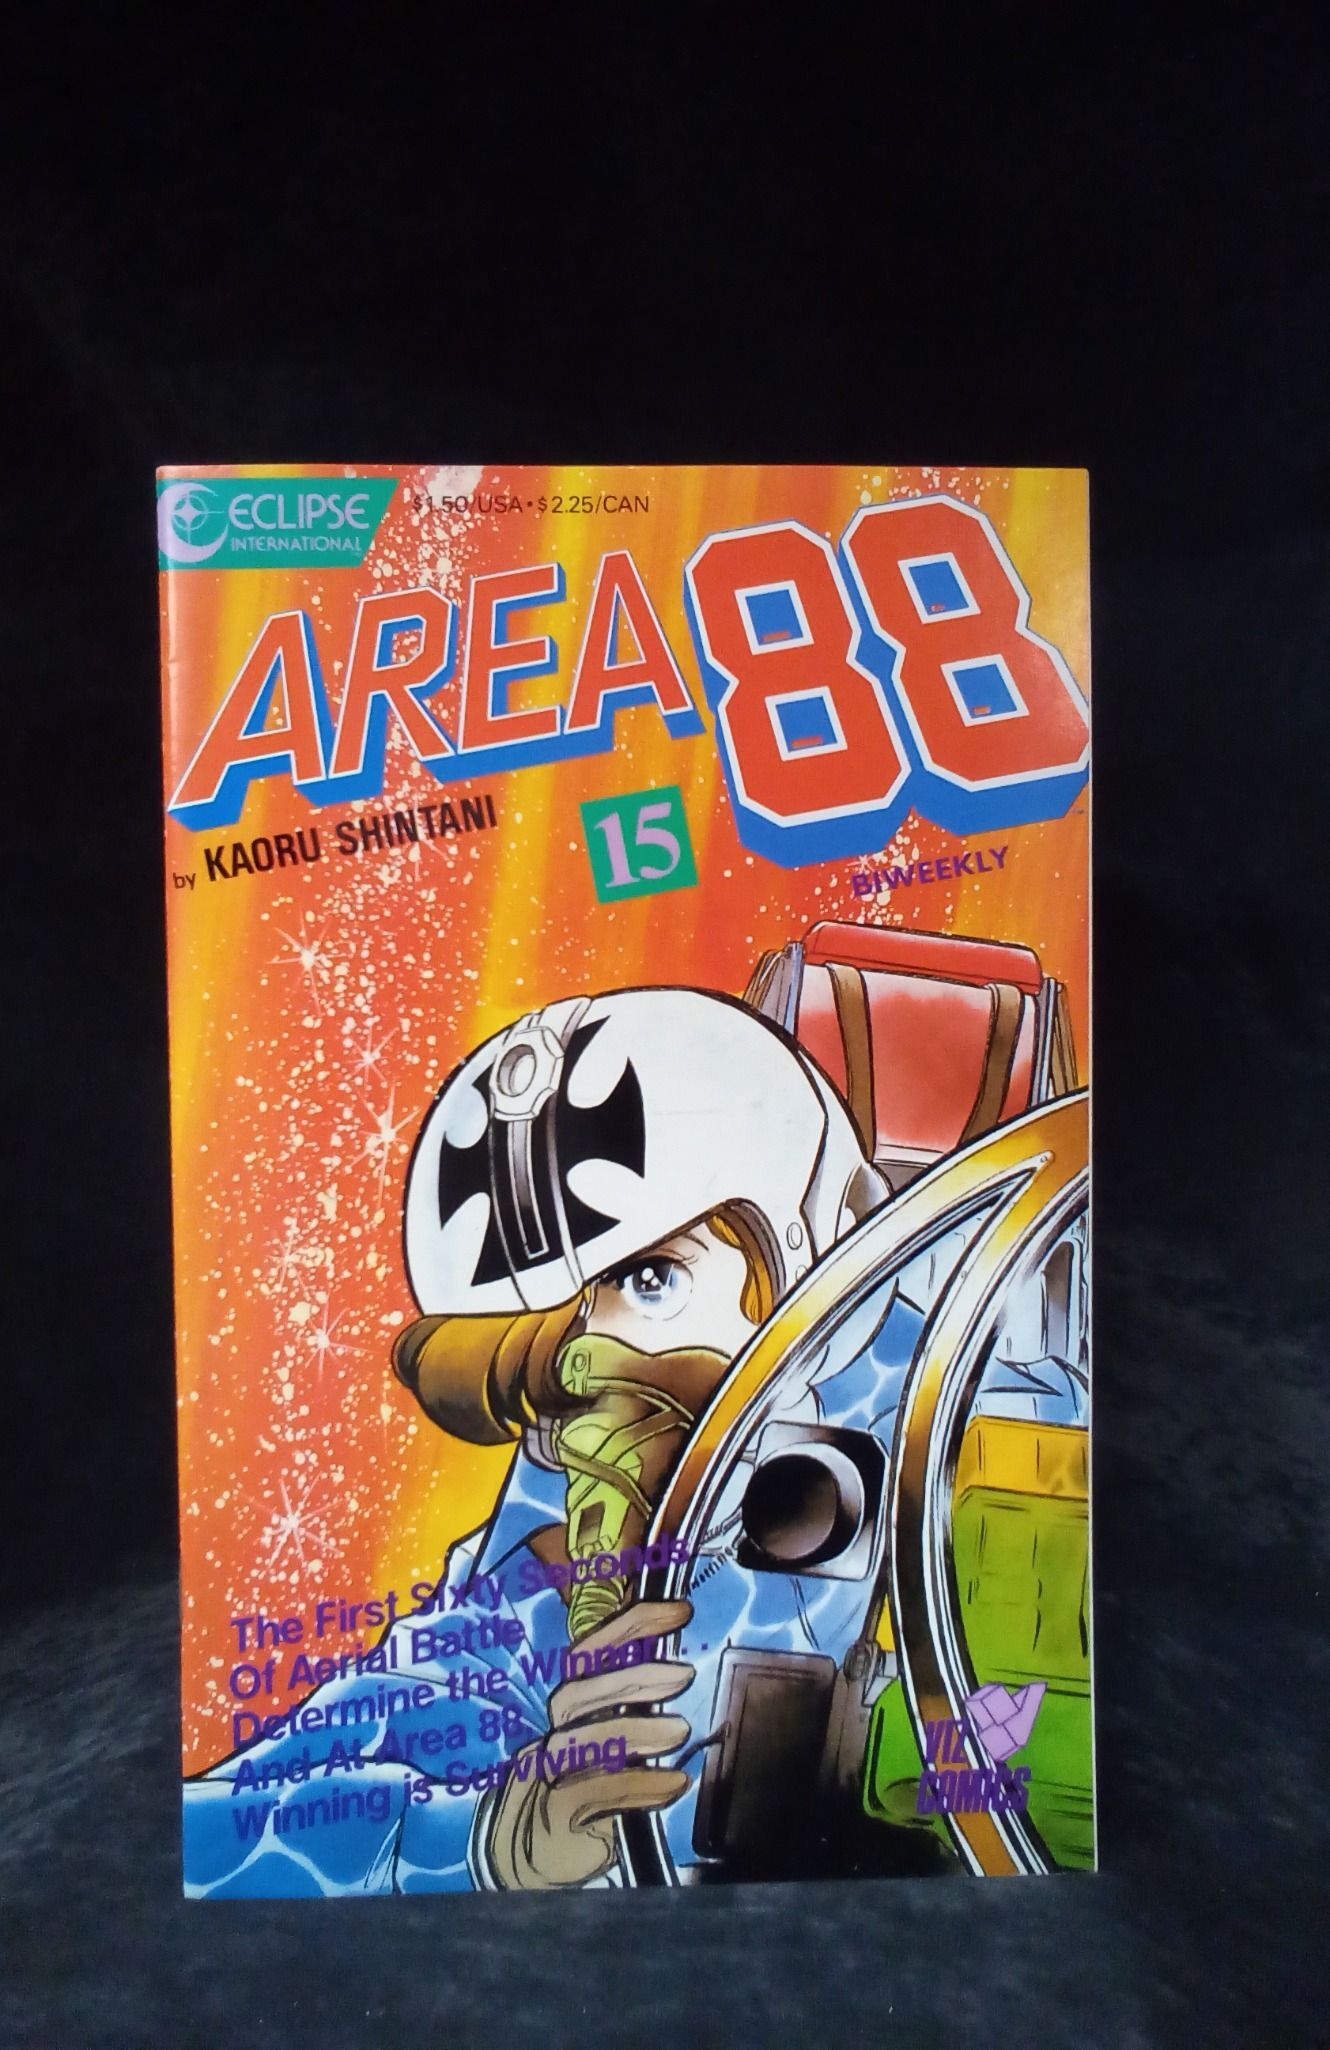 ECLIPSE
INTERNATIONAL
$1.50/USA • $2.25/CAN
AREA 88
by KAORU SHINTANI
15
BIWEEKLY
The First Sixty Seconds
Of Aerial Battle
Determine the Winner . . .
And At Area 88
Winning is Surviving.
VIZ
COMICS